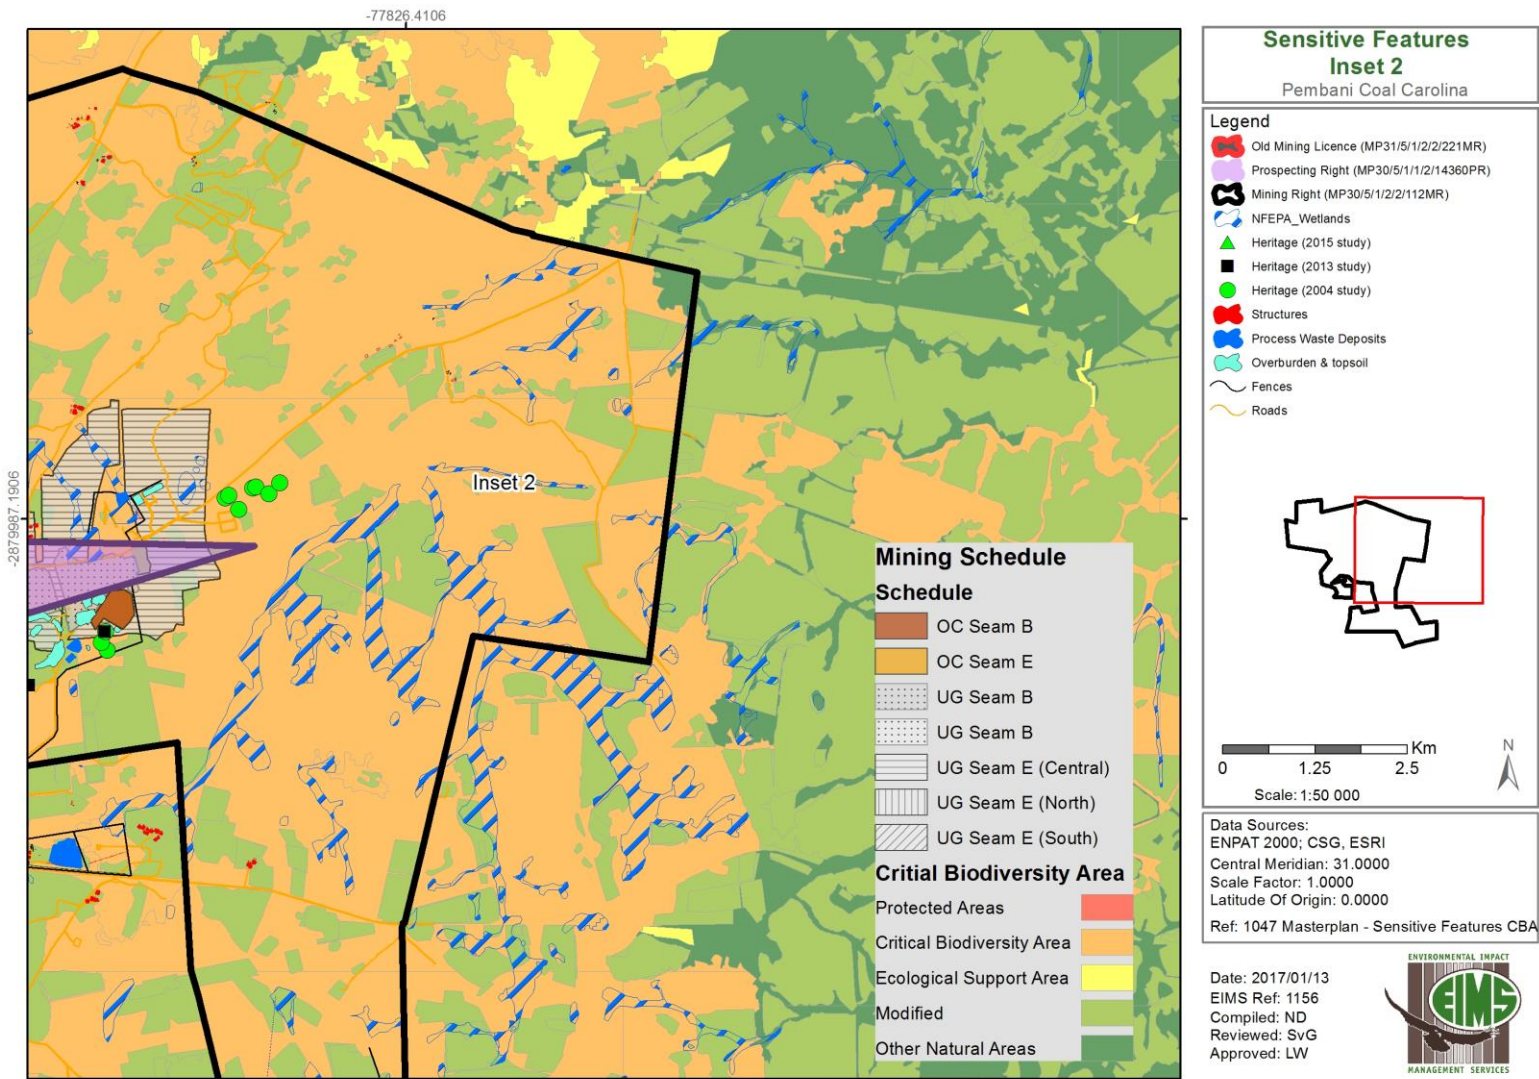 -77826.4106
-2879987.1906
Inset 2
Mining Schedule
Schedule
OC Seam B
OC Seam E
UG Seam B
UG Seam B
UG Seam E (Central)
UG Seam E (North)
UG Seam E (South)
Critial Biodiversity Area
Protected Areas
Critical Biodiversity Area
Ecological Support Area
Modified
Other Natural Areas
Sensitive Features
Inset 2
Pembani Coal Carolina
Legend
Old Mining Licence (MP31/5/1/2/2/221MR)
Prospecting Right (MP30/5/1/1/2/14360PR)
Mining Right (MP30/5/1/2/2/112MR)
NFEPA_Wetlands
Heritage (2015 study)
Heritage (2013 study)
Heritage (2004 study)
Structures
Process Waste Deposits
Overburden & topsoil
Fences
Roads
Km
0 1.25 2.5
N
Scale: 1:50 000
Data Sources:
ENPAT 2000; CSG, ESRI
Central Meridian: 31.0000
Scale Factor: 1.0000
Latitude Of Origin: 0.0000
Ref: 1047 Masterplan - Sensitive Features CBA
Date: 2017/01/13
EIMS Ref: 1156
Compiled: ND
Reviewed: SvG
Approved: LW
ENVIRONMENTAL IMPACT
EIMS
MANAGEMENT SERVICES